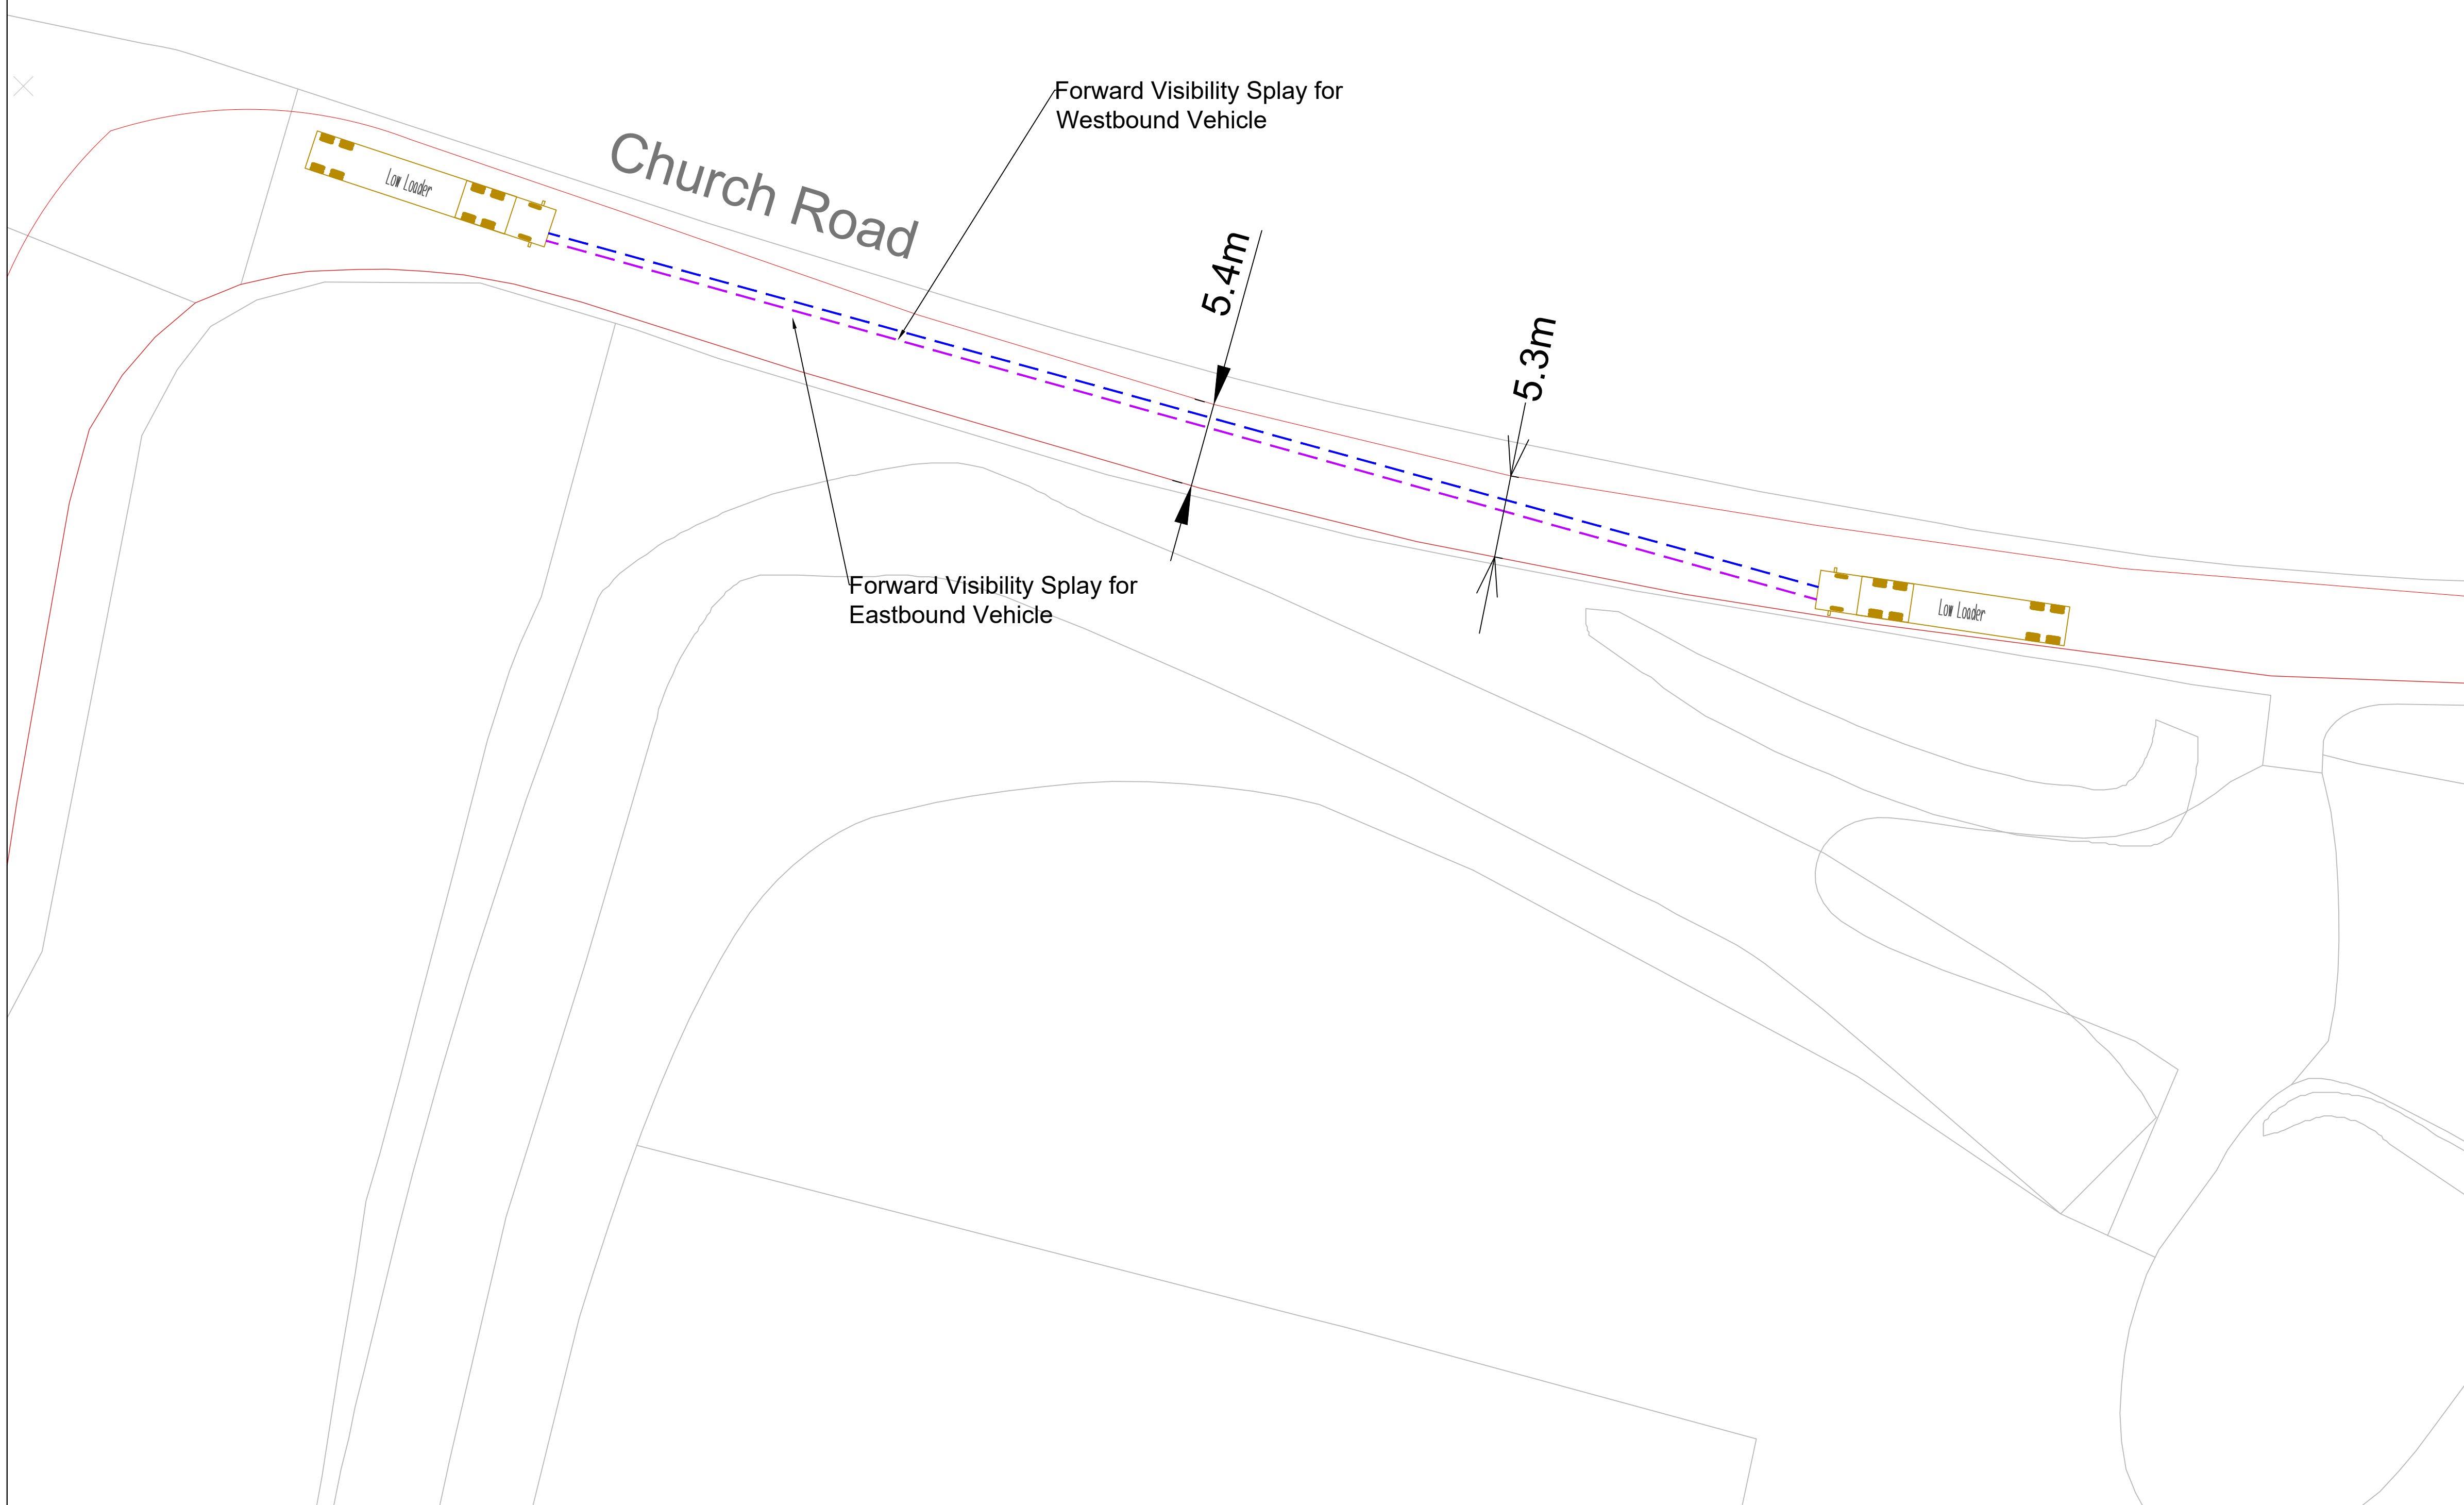 Forward Visibility Splay for
Westbound Vehicle
Church Road
Low Loader
5.4m
5.3m
Forward Visibility Splay for
Eastbound Vehicle
Low Loader